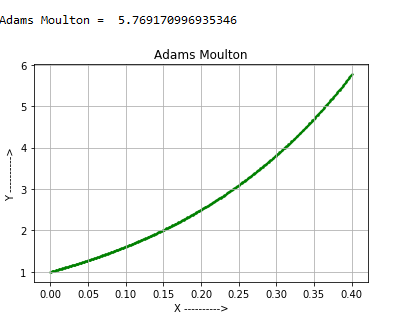 Adams Moulton =  5.769170996935346
Adams Moulton
6
5
4
3
2
1
Y ---------->
0.00 0.05 0.10 0.15 0.20 0.25 0.30 0.35 0.40
X ---------->